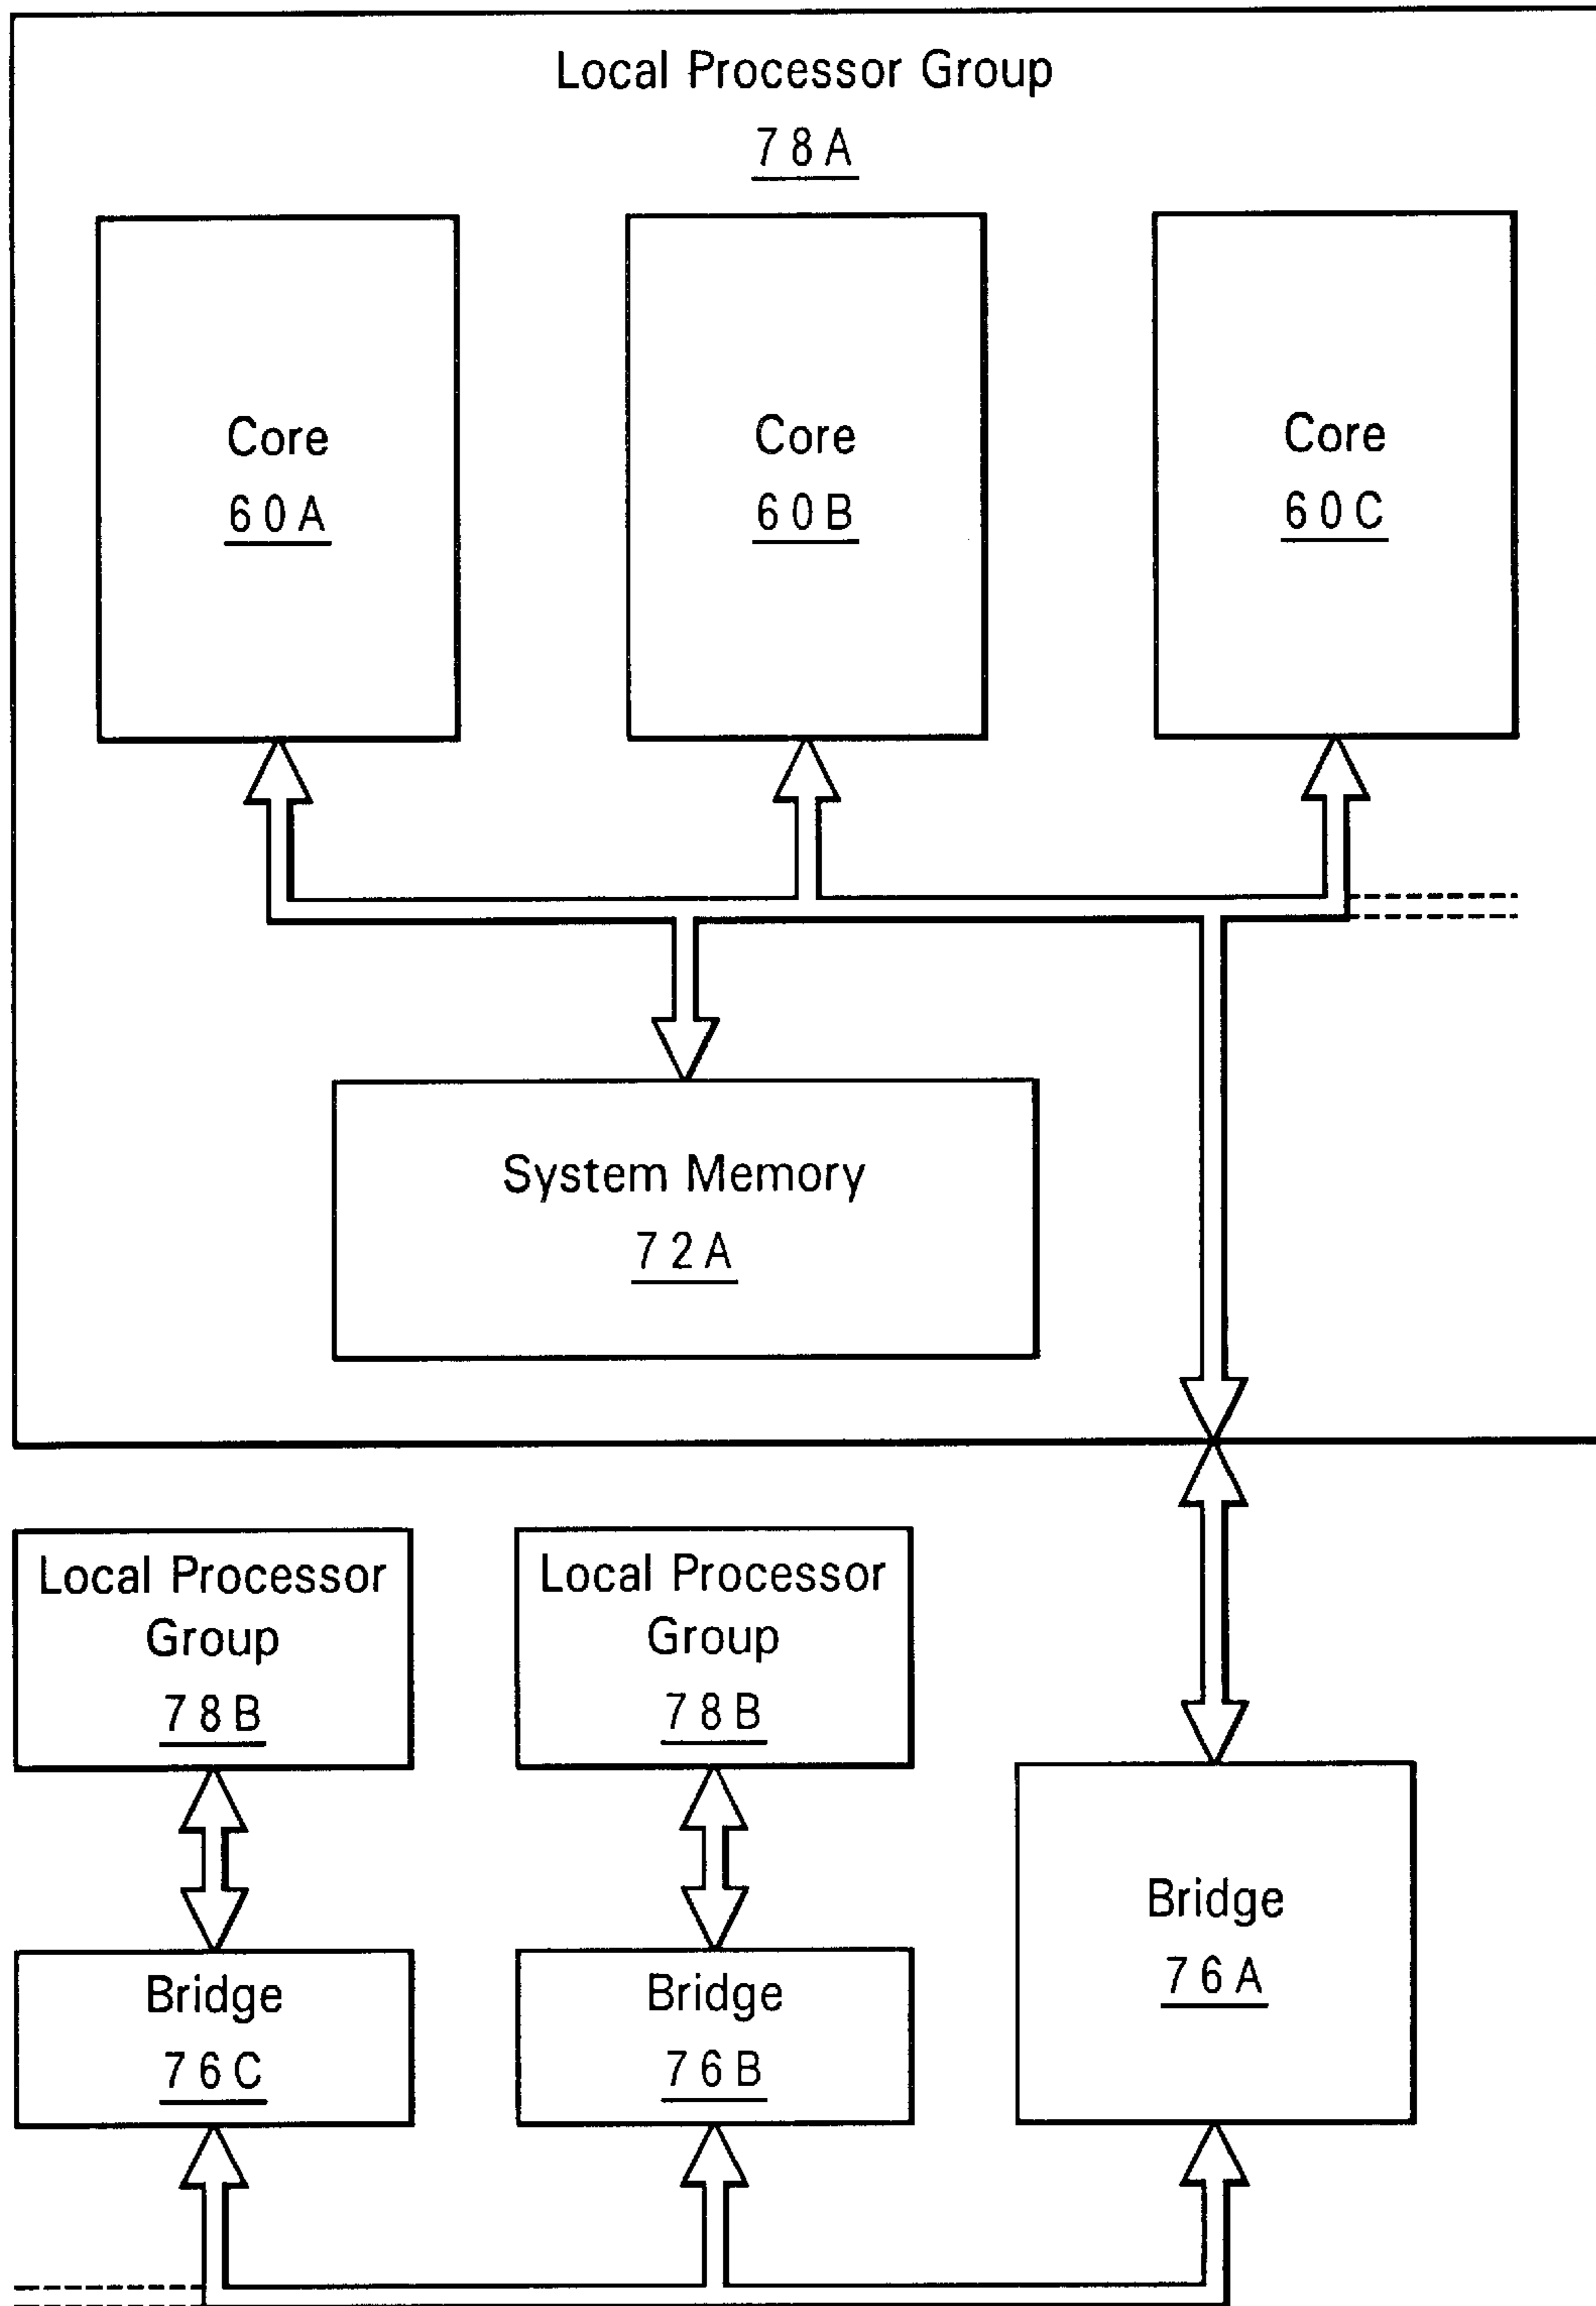 Local Processor Group
78A
Core
60A
Core
60B
Core
60C
System Memory
72A
Local Processor
Group
78B
Local Processor
Group
78B
Bridge
76A
Bridge
76C
Bridge
76B